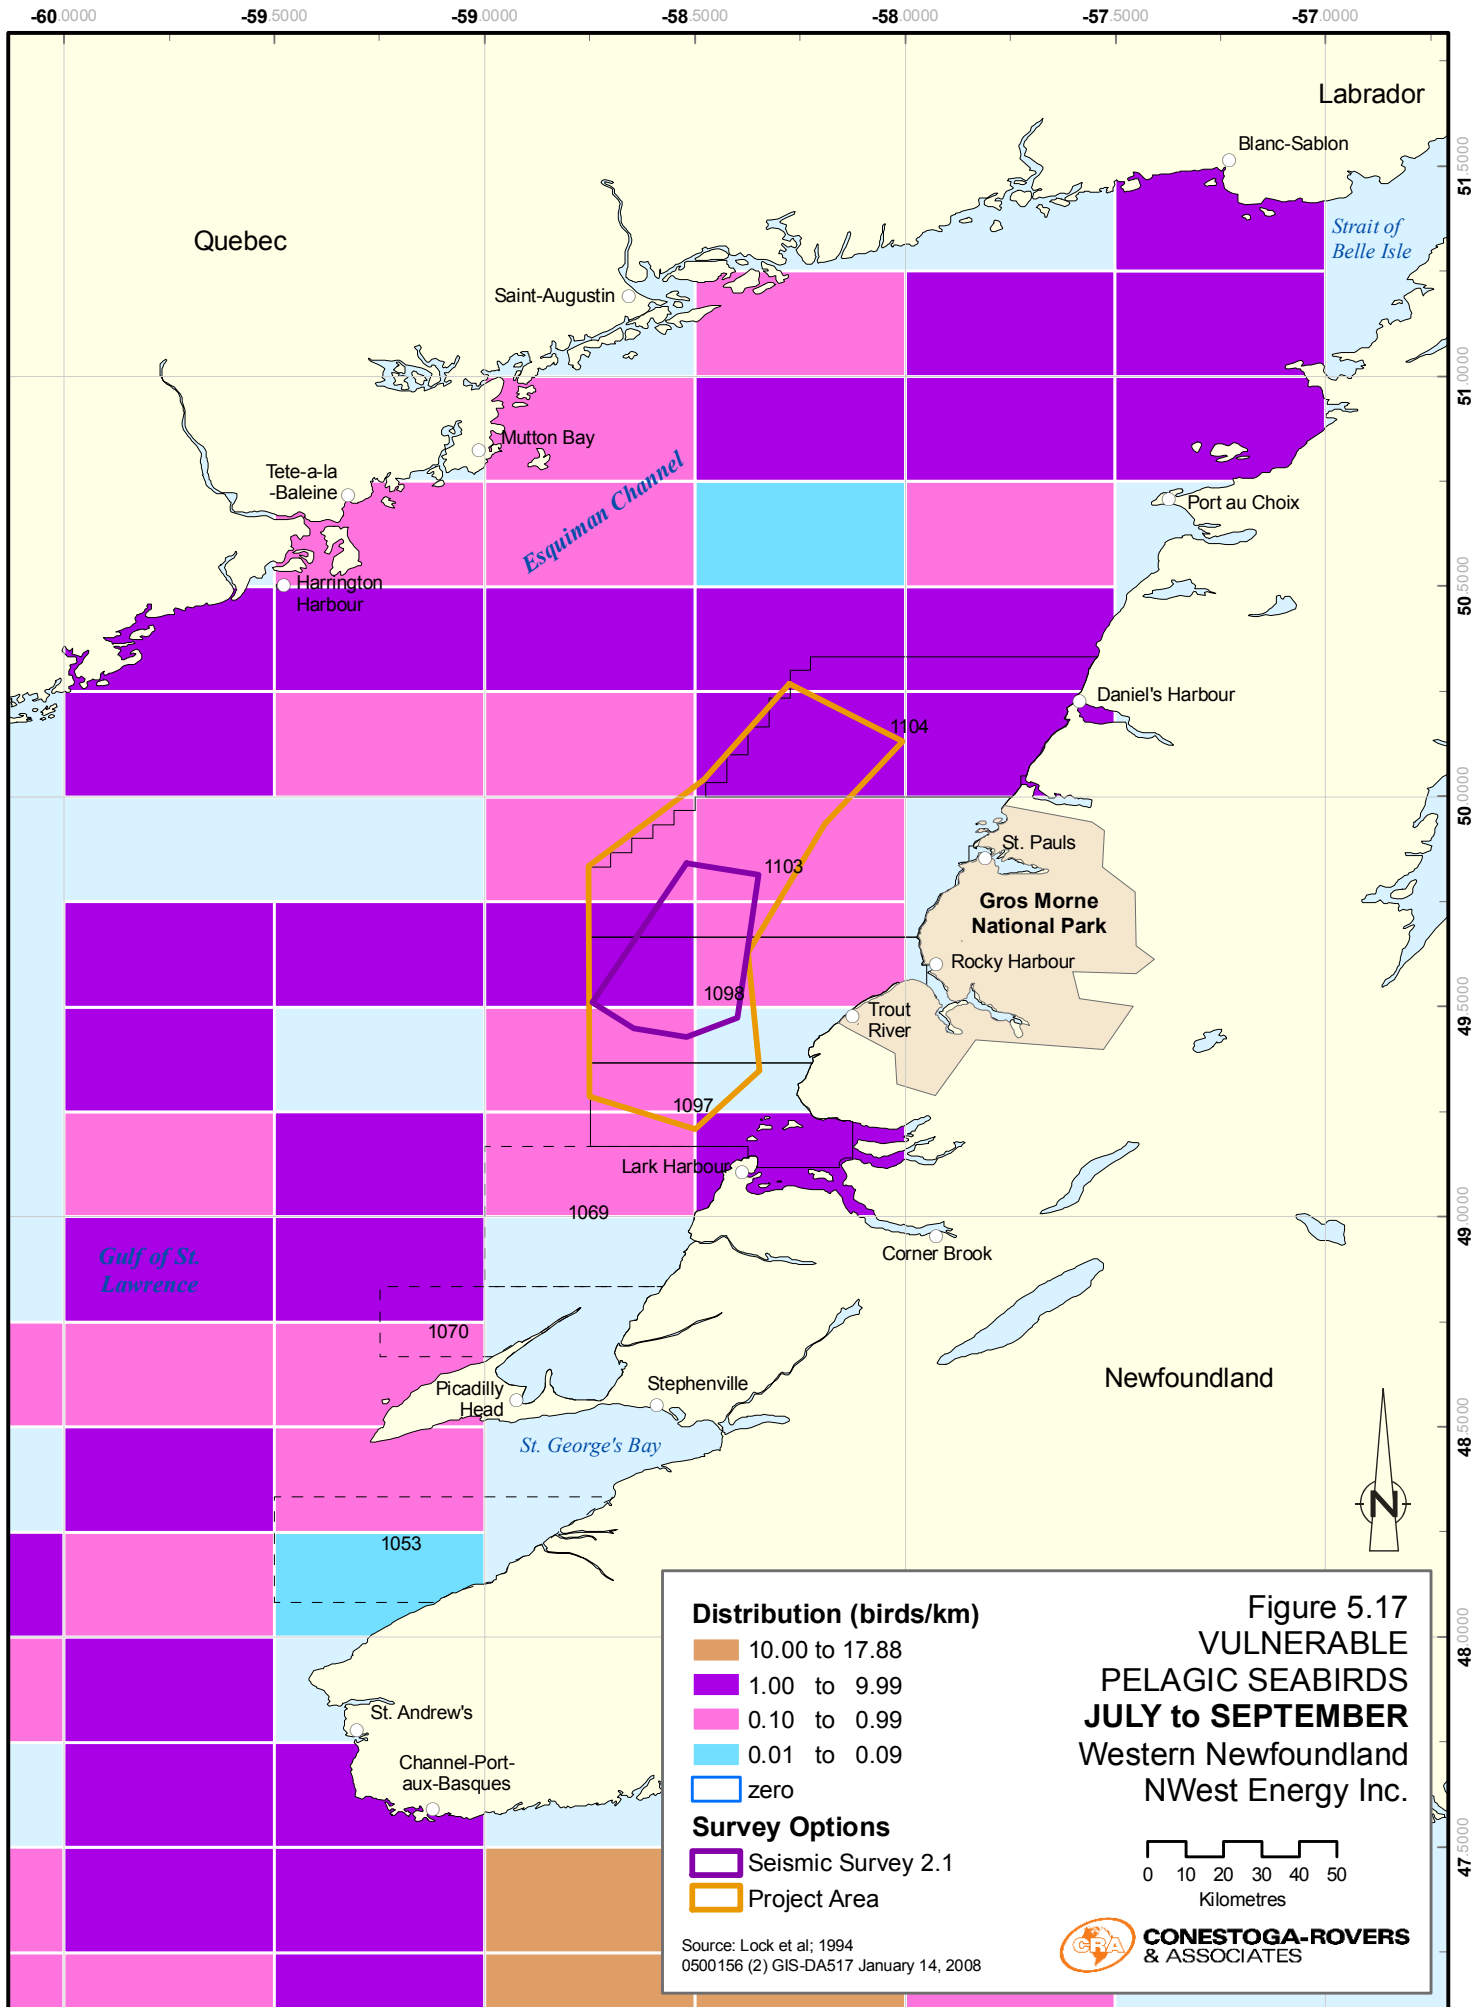 -60.0000 -59.5000 -59.0000 -58.5000 -58.0000 -57.5000 -57.0000
Labrador
Blanc-Sablon
51.5000
Quebec
Strait of
Belle Isle
Saint-Augustin
51.0000
Mutton Bay
Tete-a-la
-Baleine
Esquiman Channel
Port au Choix
Harrington
Harbour
50.5000
Daniel's Harbour
1104
50.0000
St. Pauls
1103
Gros Morne
National Park
Rocky Harbour
1098
Trout
River
49.5000
1097
Lark Harbour
1069
49.0000
Corner Brook
Gulf of St.
Lawrence
1070
Newfoundland
Picadilly
Head
Stephenville
St. George's Bay
48.5000
N
1053
48.0000
St. Andrew's
Channel-Port-
aux-Basques
47.5000
Distribution (birds/km)
10.00 to 17.88
1.00 to 9.99
0.10 to 0.99
0.01 to 0.09
zero
Survey Options
Seismic Survey 2.1
Project Area
Source: Lock et al; 1994
0500156 (2) GIS-DA517 January 14, 2008
Figure 5.17
VULNERABLE
PELAGIC SEABIRDS
JULY to SEPTEMBER
Western Newfoundland
NWest Energy Inc.
0 10 20 30 40 50
Kilometres
CRA
CONESTOGA-ROVERS
& ASSOCIATES